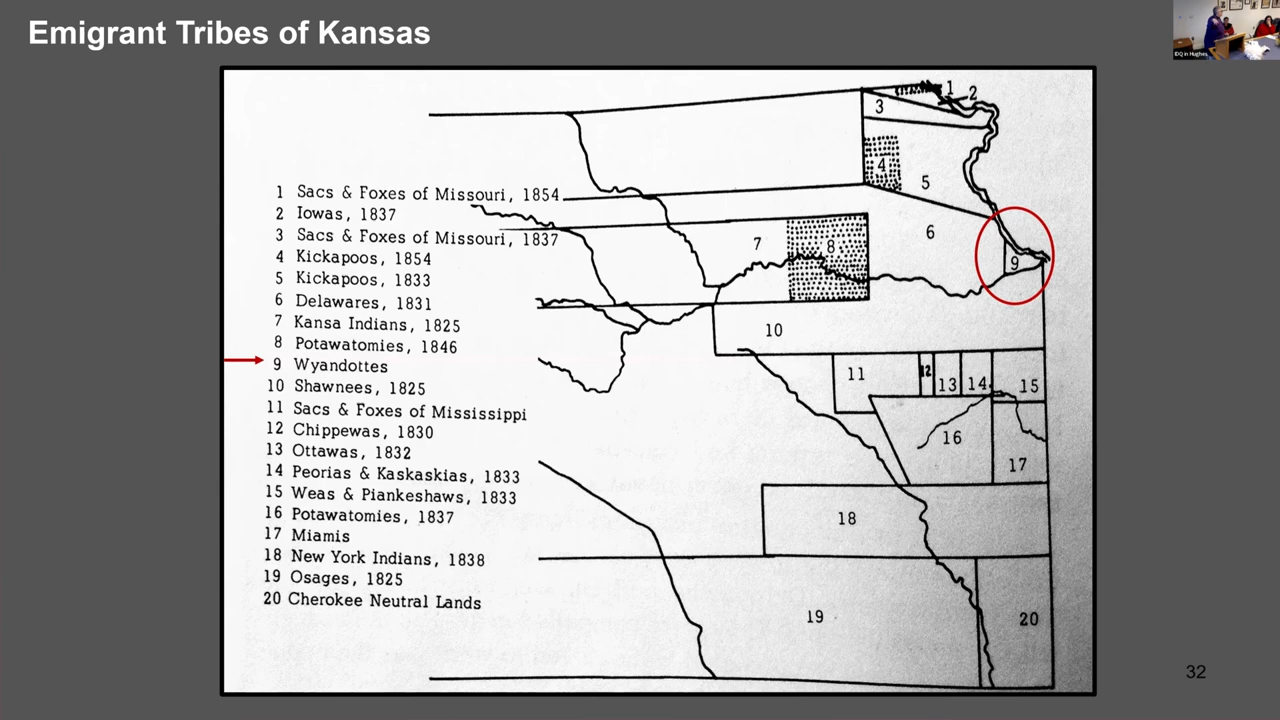 Emigrant Tribes of Kansas
IDQ in Hughes
1 Sacs & Foxes of Missouri, 1854
2 Iowas, 1837
3 Sacs & Foxes of Missouri, 1837
4 Kickapoos, 1854
5 Kickapoos, 1833
6 Delawares, 1831
7 Kansa Indians, 1825
8 Potawatomies, 1846
9 Wyandottes
10 Shawnees, 1825
11 Sacs & Foxes of Mississippi
12 Chippewas, 1830
13 Ottawas, 1832
14 Peorias & Kaskaskias, 1833
15 Weas & Piankeshaws, 1833
16 Potawatomies, 1837
17 Miamis
18 New York Indians, 1838
19 Osages, 1825
20 Cherokee Neutral Lands
1
2
3
4
5
6
7
8
9
10
11
12
13
14
15
16
17
18
19
20
32